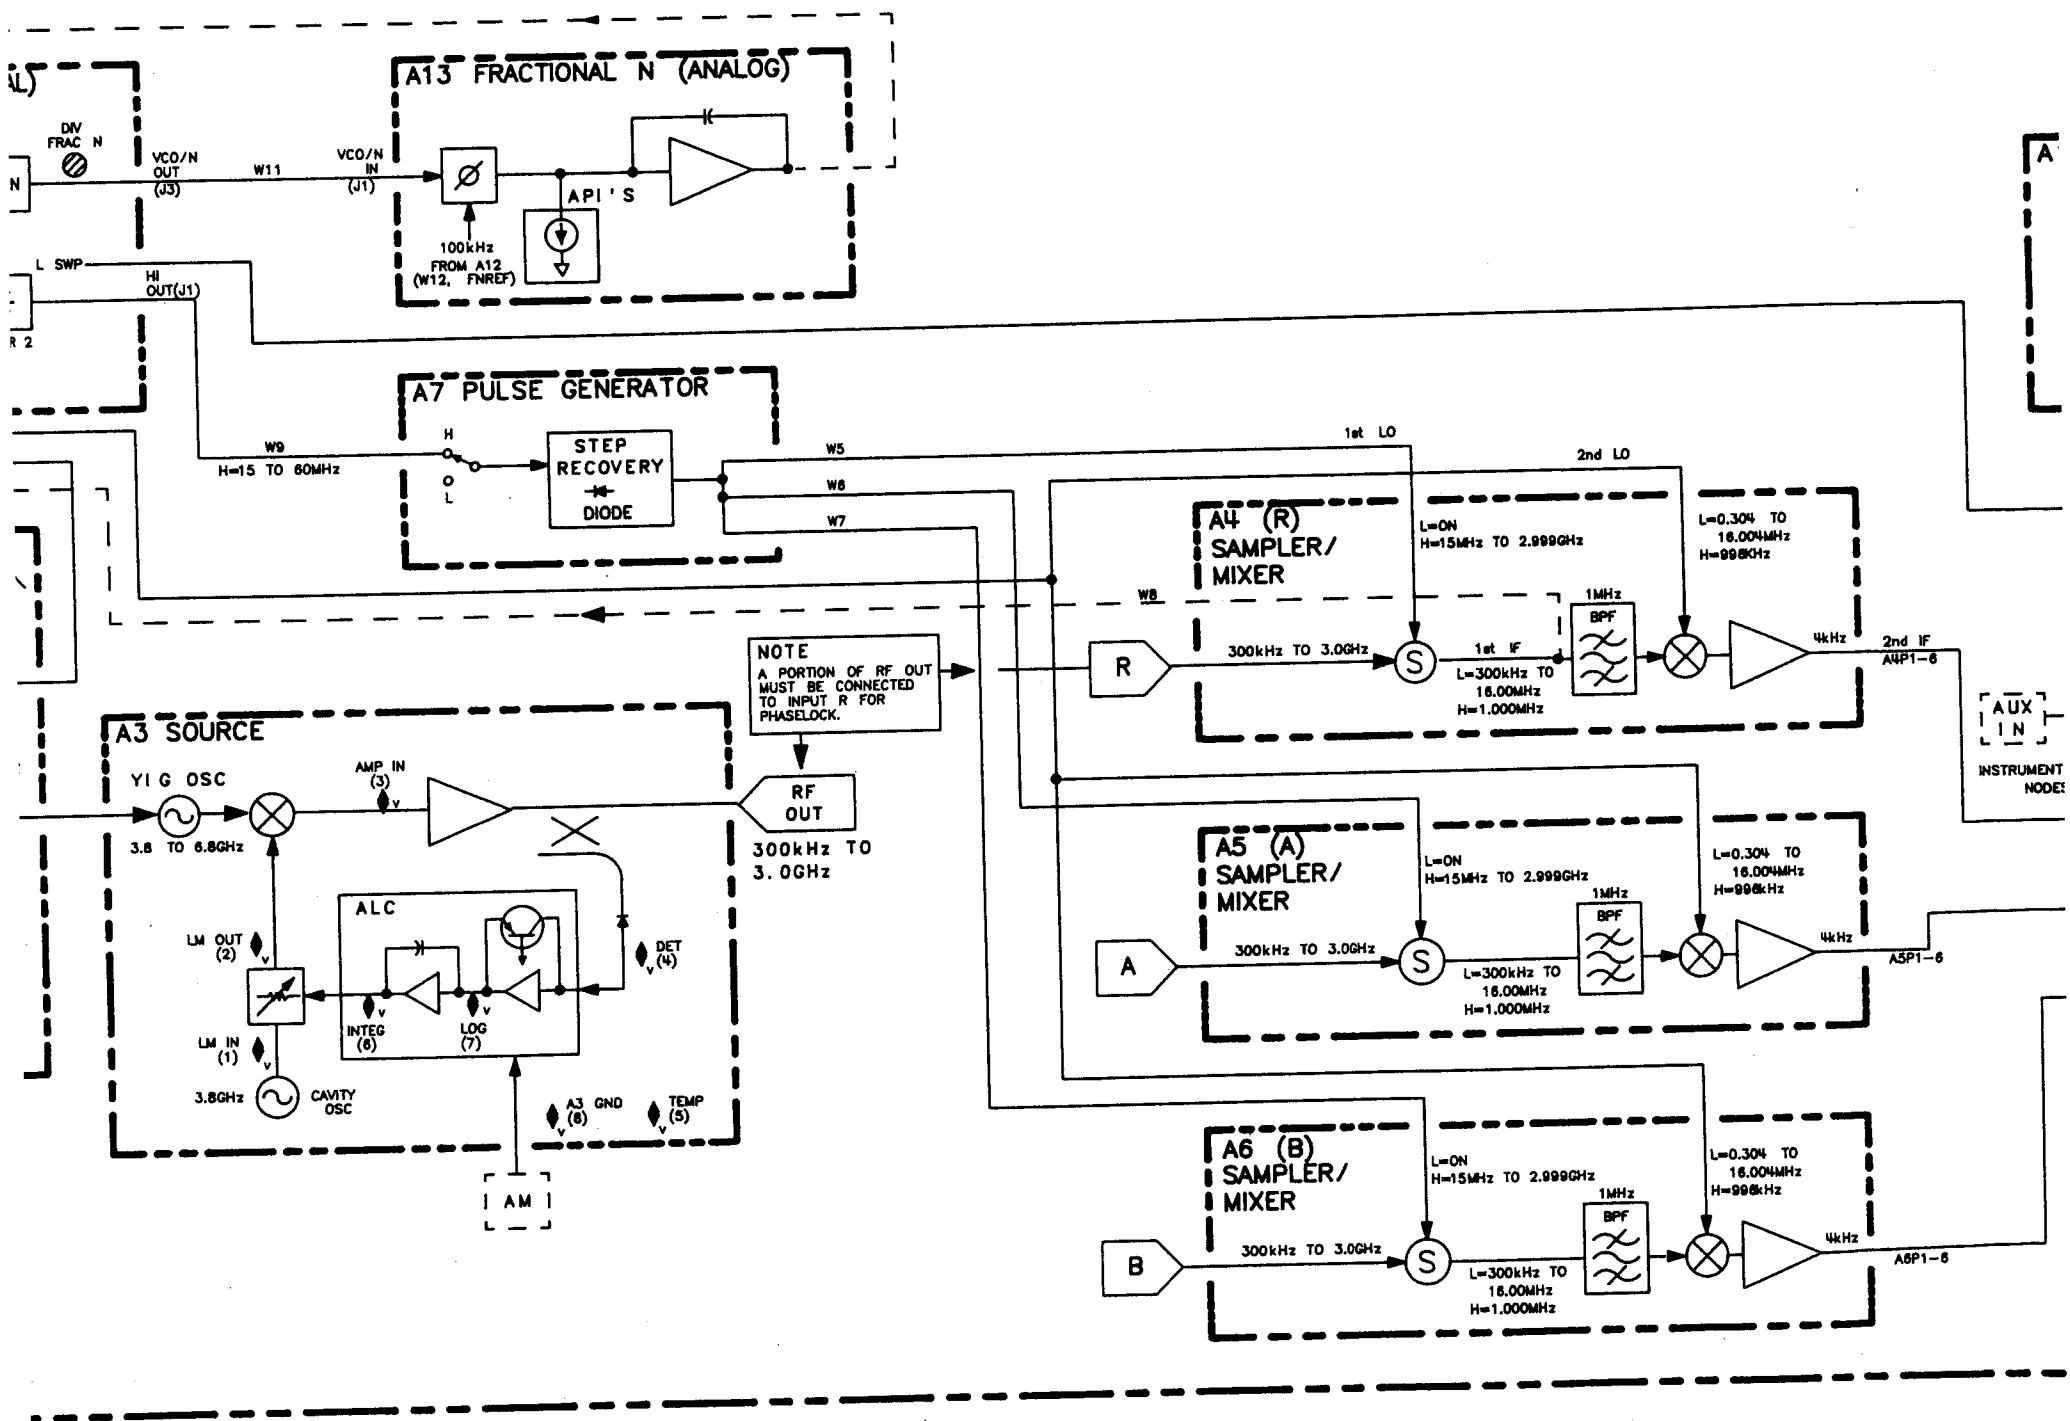 AL)
DIV
FRAC N
N
VCO/N
OUT
(J3)
W11
VCO/N
IN
(J1)
A13 FRACTIONAL N (ANALOG)
Ø
API'S
100kHz
FROM A12
(W12, FNREF)
L SWP
HI
OUT(J1)
R 2
A
A7 PULSE GENERATOR
W9
H=15 TO 60MHz
H
L
STEP
RECOVERY
DIODE
W5
W6
W7
1st LO
2nd LO
W8
A4 (R)
SAMPLER/
MIXER
L=ON
H=15MHz TO 2.999GHz
L=0.304 TO
16.004MHz
H=996KHz
R
300kHz TO 3.0GHz
S
1st IF
L=300kHz TO
16.00MHz
H=1.000MHz
1MHz
BPF
4kHz
2nd IF
A4P1-6
AUX
IN
INSTRUMENT
NODES
NOTE
A PORTION OF RF OUT
MUST BE CONNECTED
TO INPUT R FOR
PHASELOCK.
A3 SOURCE
YIG OSC
3.8 TO 6.8GHz
AMP IN
(3)
v
RF
OUT
300kHz TO
3.0GHz
ALC
LM OUT
(2)
v
DET
(4)
v
INTEG
(6)
v
LOG
(7)
v
LM IN
(1)
v
3.8GHz
CAVITY
OSC
A3 GND
(8)
v
TEMP
(5)
v
AM
A5 (A)
SAMPLER/
MIXER
L=ON
H=15MHz TO 2.999GHz
L=0.304 TO
16.004MHz
H=996kHz
A
300kHz TO 3.0GHz
S
L=300kHz TO
16.00MHz
H=1.000MHz
1MHz
BPF
4kHz
A5P1-6
A6 (B)
SAMPLER/
MIXER
L=ON
H=15MHz TO 2.999GHz
L=0.304 TO
16.004MHz
H=996kHz
B
300kHz TO 3.0GHz
S
L=300kHz TO
16.00MHz
H=1.000MHz
1MHz
BPF
4kHz
A6P1-6